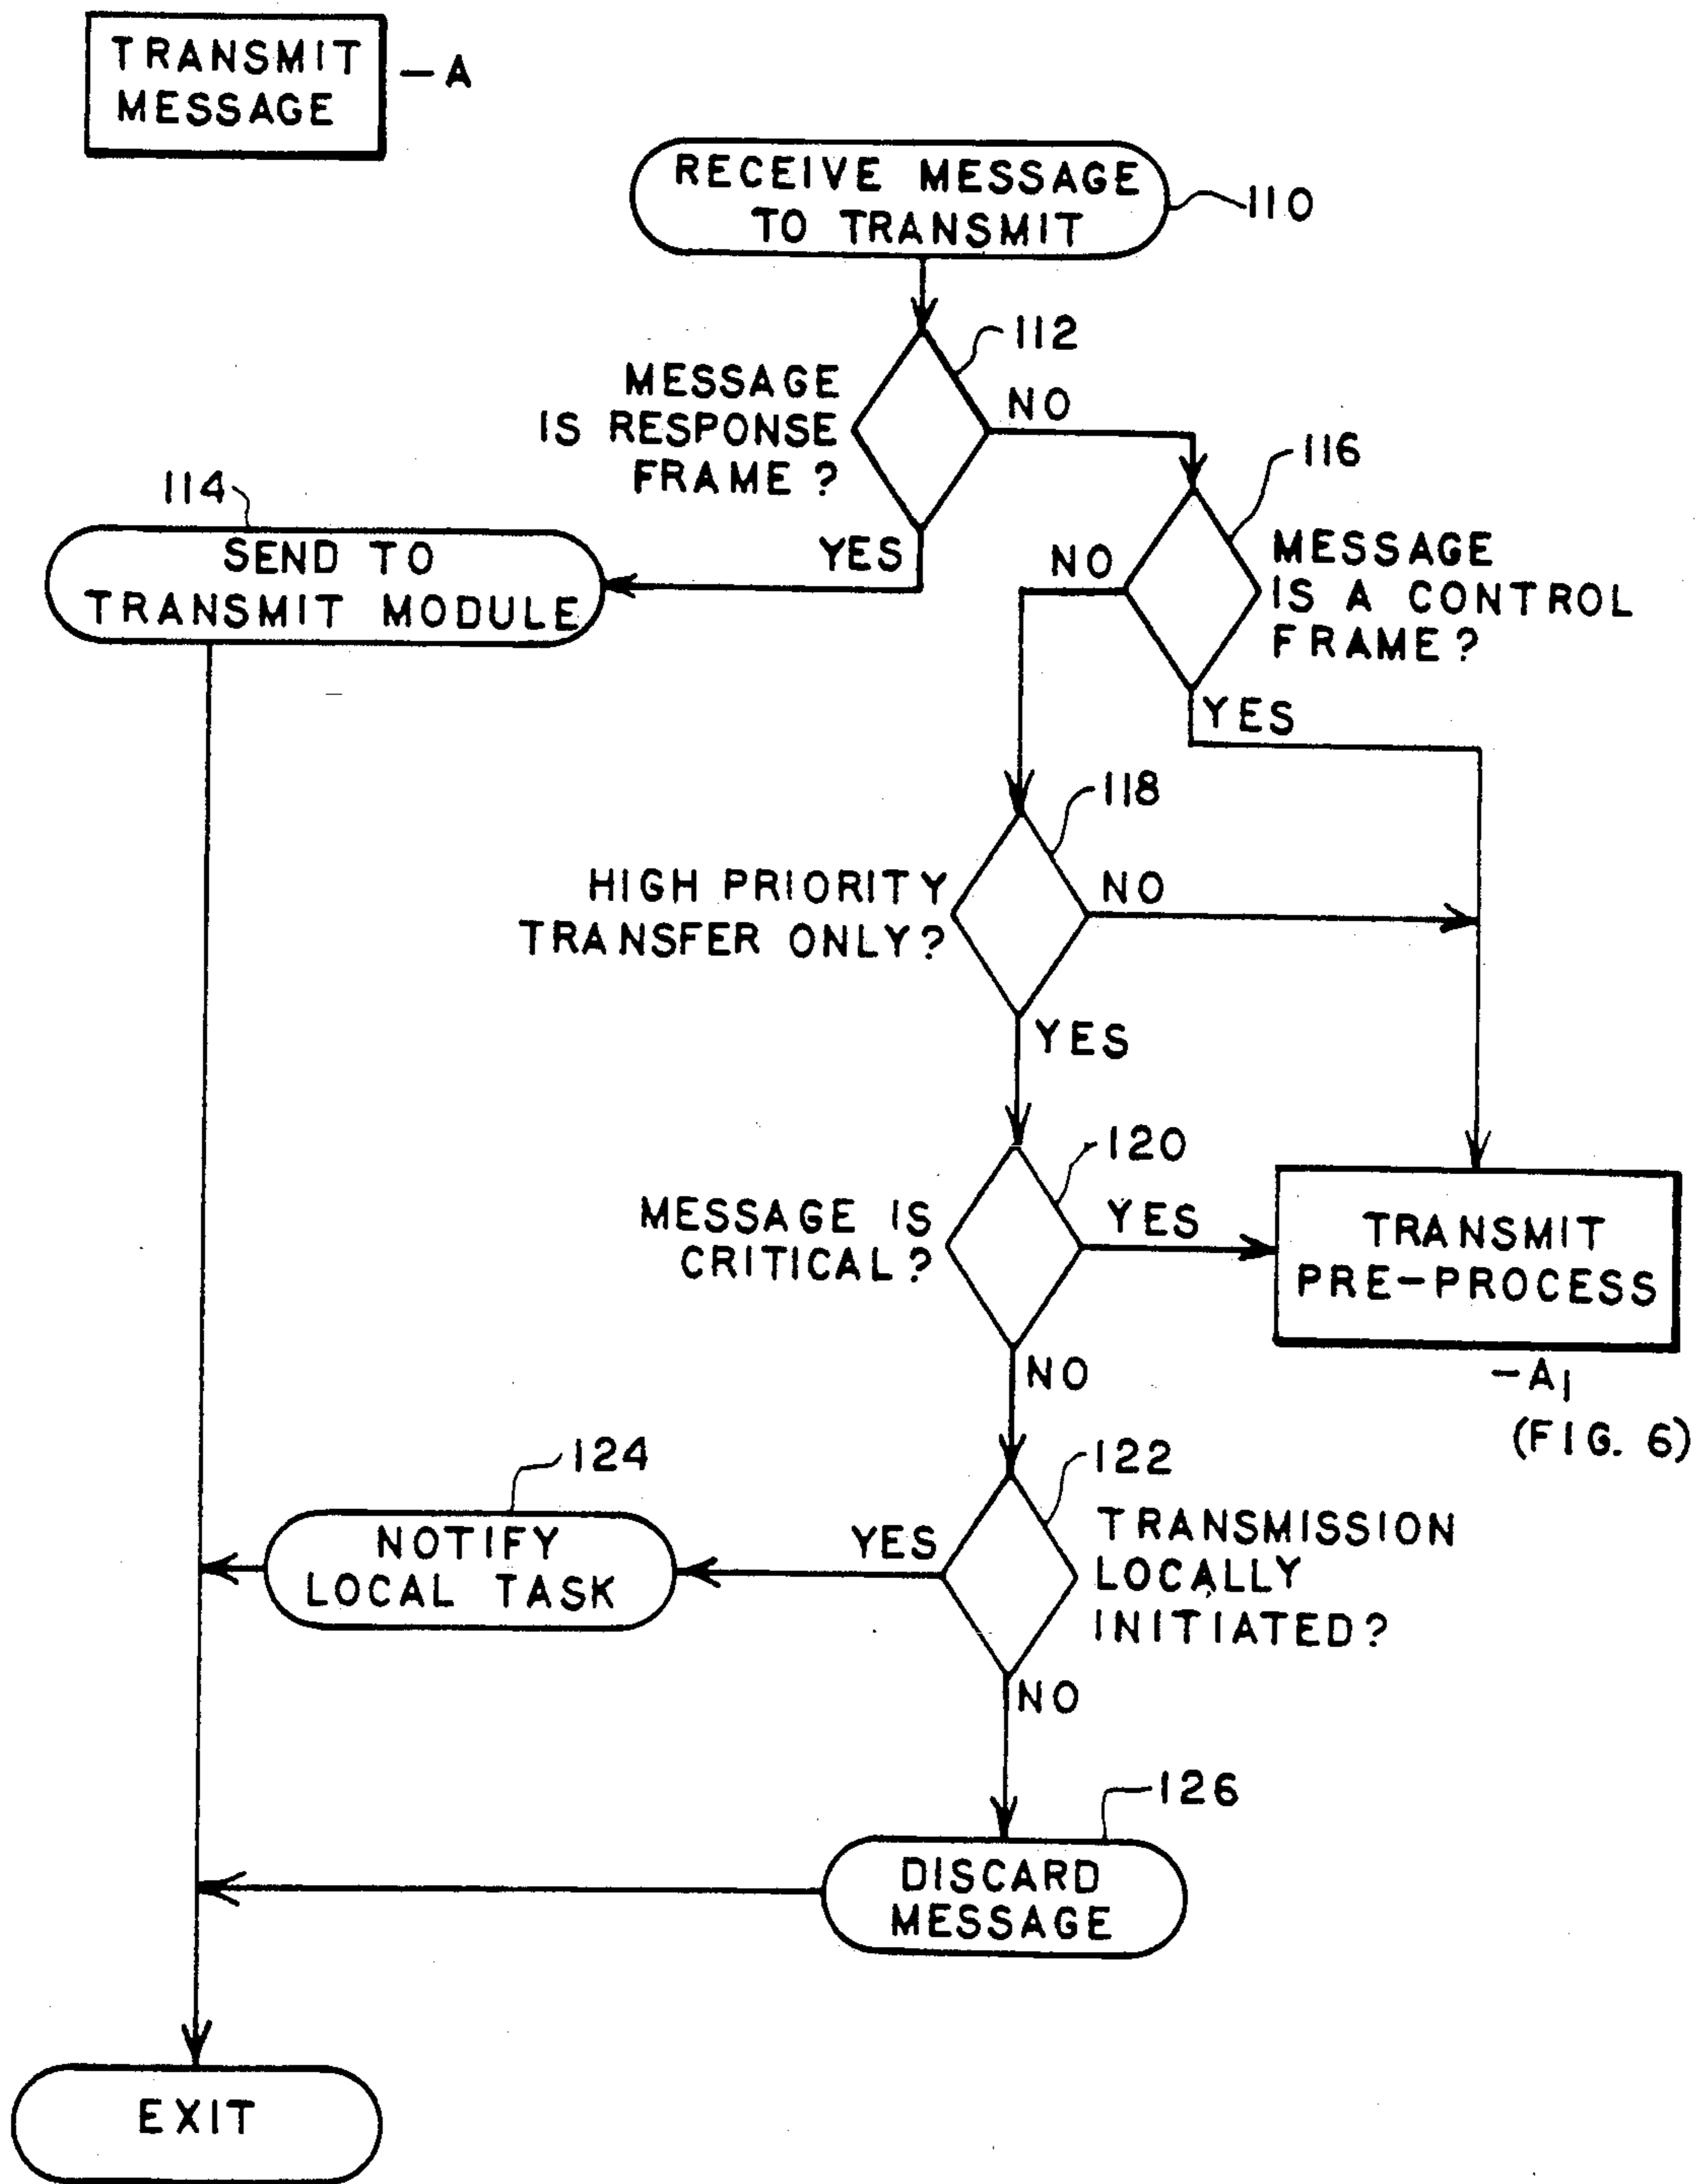 TRANSMIT
MESSAGE
-A
RECEIVE MESSAGE
TO TRANSMIT
110
112
MESSAGE
IS RESPONSE
FRAME?
NO
YES
114
SEND TO
TRANSMIT MODULE
116
MESSAGE
IS A CONTROL
FRAME?
NO
YES
118
HIGH PRIORITY
TRANSFER ONLY?
NO
YES
120
MESSAGE IS
CRITICAL?
YES
NO
TRANSMIT
PRE-PROCESS
-A1
(FIG. 6)
122
TRANSMISSION
LOCALLY
INITIATED?
YES
NO
124
NOTIFY
LOCAL TASK
126
DISCARD
MESSAGE
EXIT